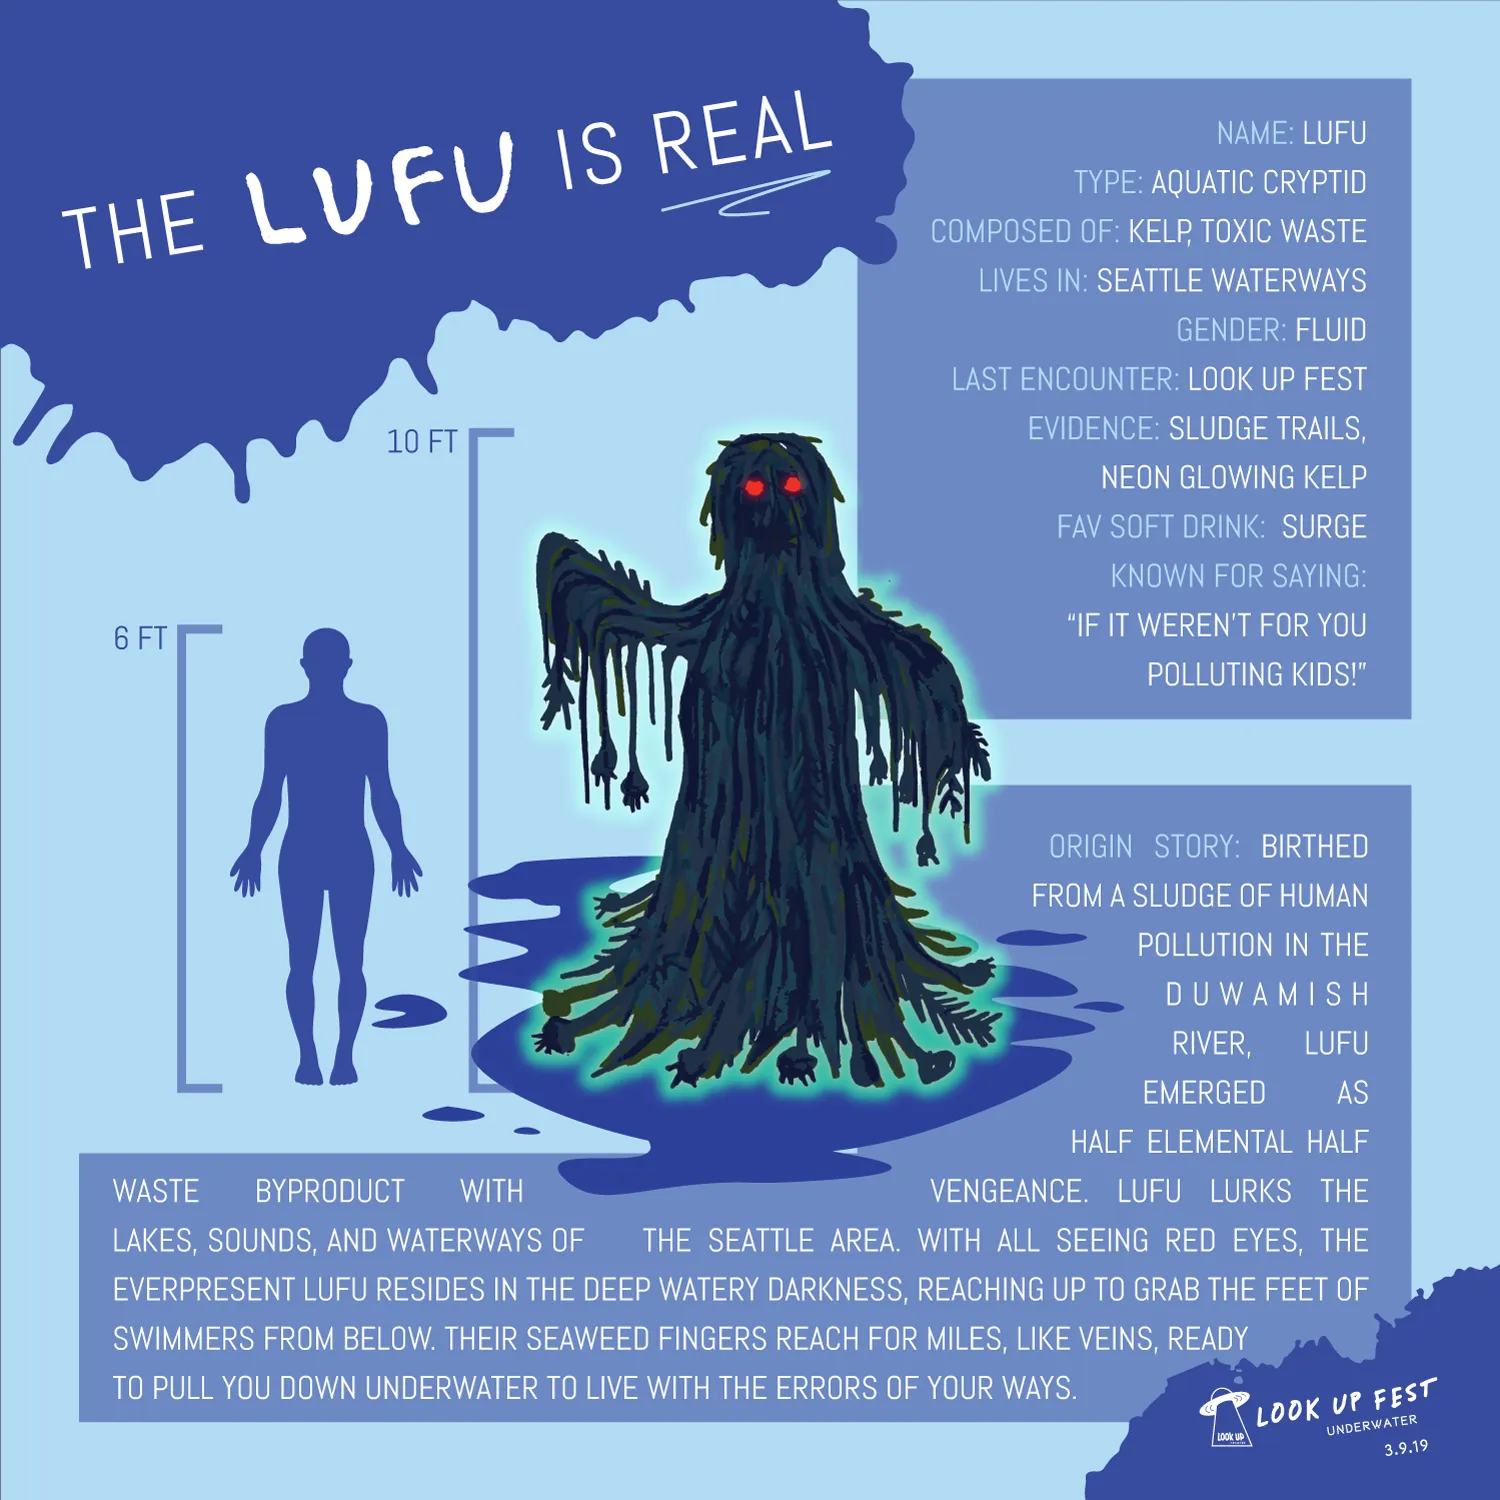 THE LUFU IS REAL
NAME: LUFU
TYPE: AQUATIC CRYPTID
COMPOSED OF: KELP, TOXIC WASTE
LIVES IN: SEATTLE WATERWAYS
GENDER: FLUID
LAST ENCOUNTER: LOOK UP FEST
EVIDENCE: SLUDGE TRAILS,
NEON GLOWING KELP
FAV SOFT DRINK: SURGE
KNOWN FOR SAYING:
“IF IT WEREN’T FOR YOU
POLLUTING KIDS!”
10 FT
6 FT
ORIGIN STORY: BIRTHED
FROM A SLUDGE OF HUMAN
POLLUTION IN THE
DUWAMISH
RIVER, LUFU
EMERGED AS
HALF ELEMENTAL HALF
WASTE BYPRODUCT WITH VENGEANCE. LUFU LURKS THE
LAKES, SOUNDS, AND WATERWAYS OF THE SEATTLE AREA. WITH ALL SEEING RED EYES, THE
EVERPRESENT LUFU RESIDES IN THE DEEP WATERY DARKNESS, REACHING UP TO GRAB THE FEET OF
SWIMMERS FROM BELOW. THEIR SEAWEED FINGERS REACH FOR MILES, LIKE VEINS, READY
TO PULL YOU DOWN UNDERWATER TO LIVE WITH THE ERRORS OF YOUR WAYS.
LOOK UP
LOOK UP FEST
UNDERWATER
3.9.19